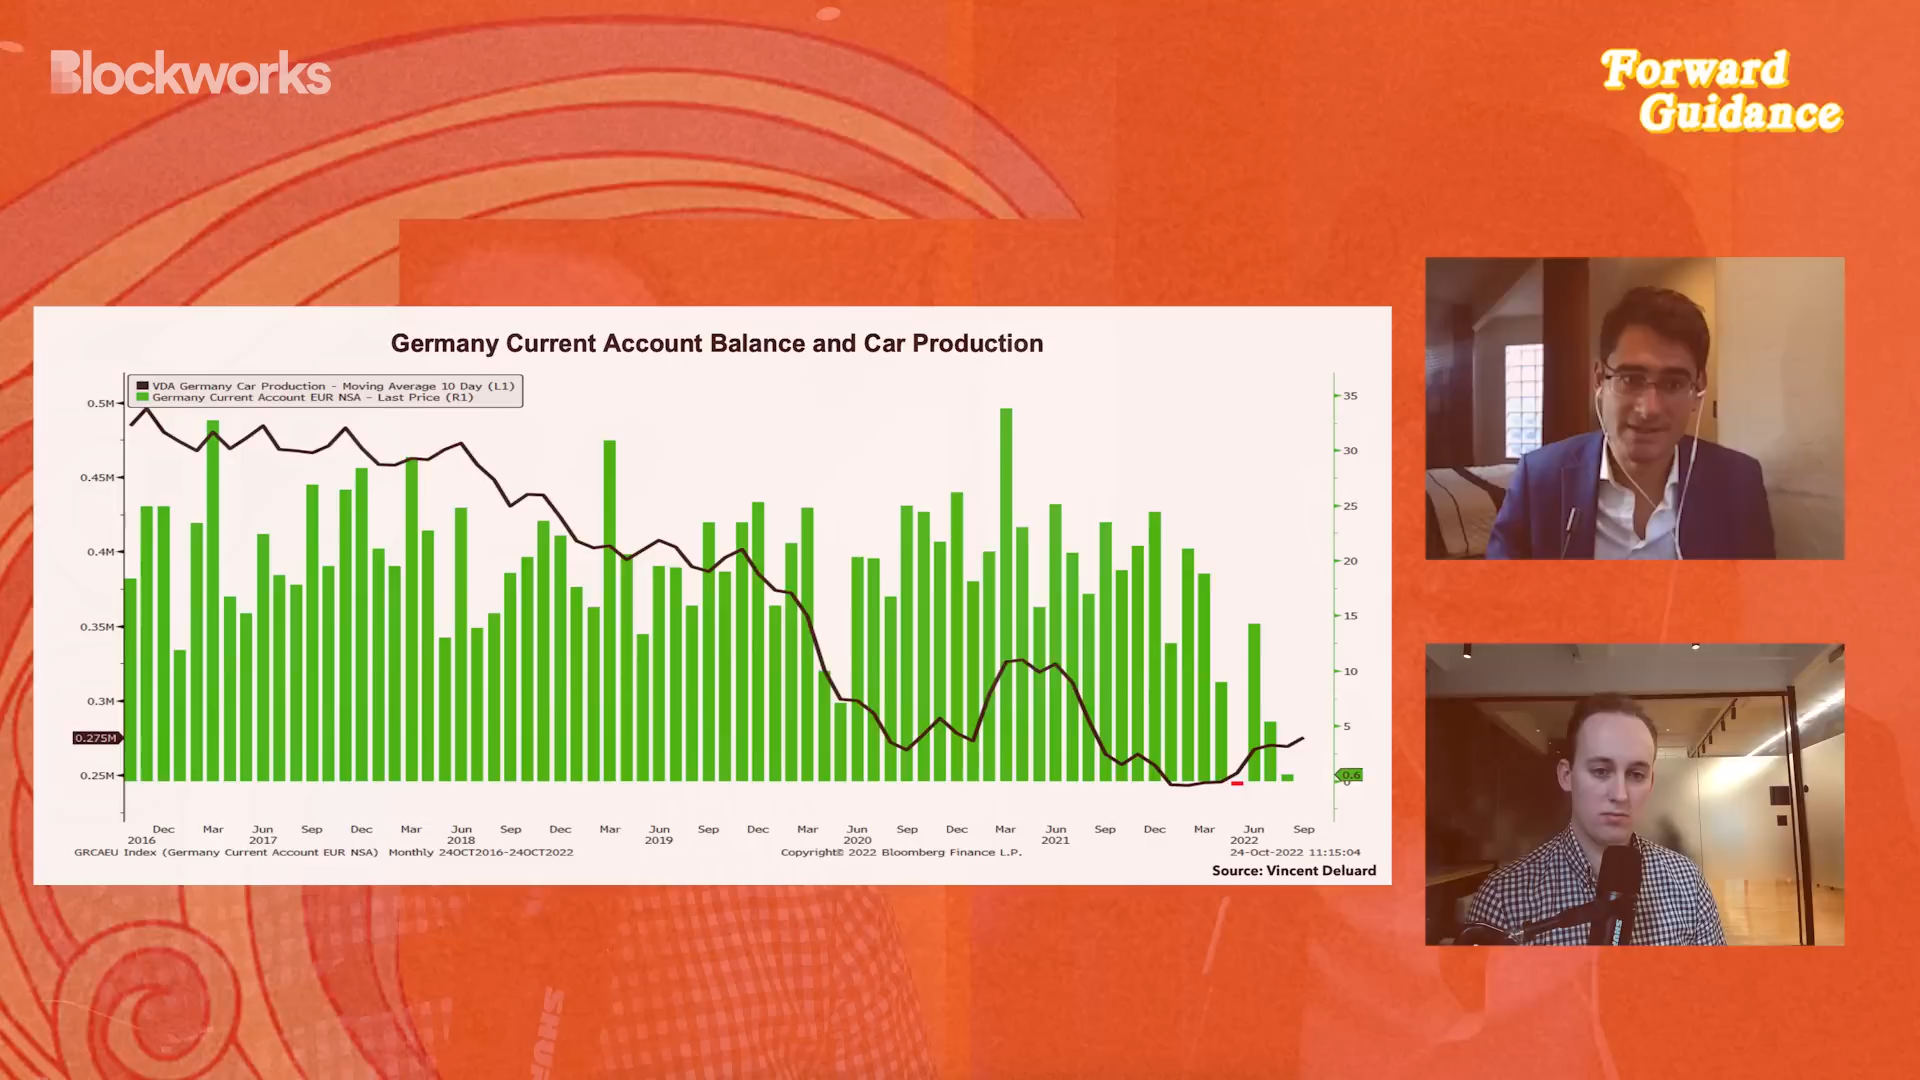 Blockworks
Forward
Guidance
Germany Current Account Balance and Car Production
VDA Germany Car Production - Moving Average 10 Day (L1)
Germany Current Account EUR NSA - Last Price (R1)
0.5M
0.45M
0.4M
0.35M
0.3M
0.275M
0.25M
35
30
25
20
15
10
5
0.6
0
Dec Mar Jun Sep Dec Mar Jun Sep Dec Mar Jun Sep Dec Mar Jun Sep Dec Mar Jun Sep Dec Mar Jun Sep
2016 2017 2018 2019 2020 2021 2022
GRCAEU Index (Germany Current Account EUR NSA) Monthly 24OCT2016-24OCT2022 Copyright© 2022 Bloomberg Finance L.P. 24-Oct-2022 11:15:04
Source: Vincent Deluard